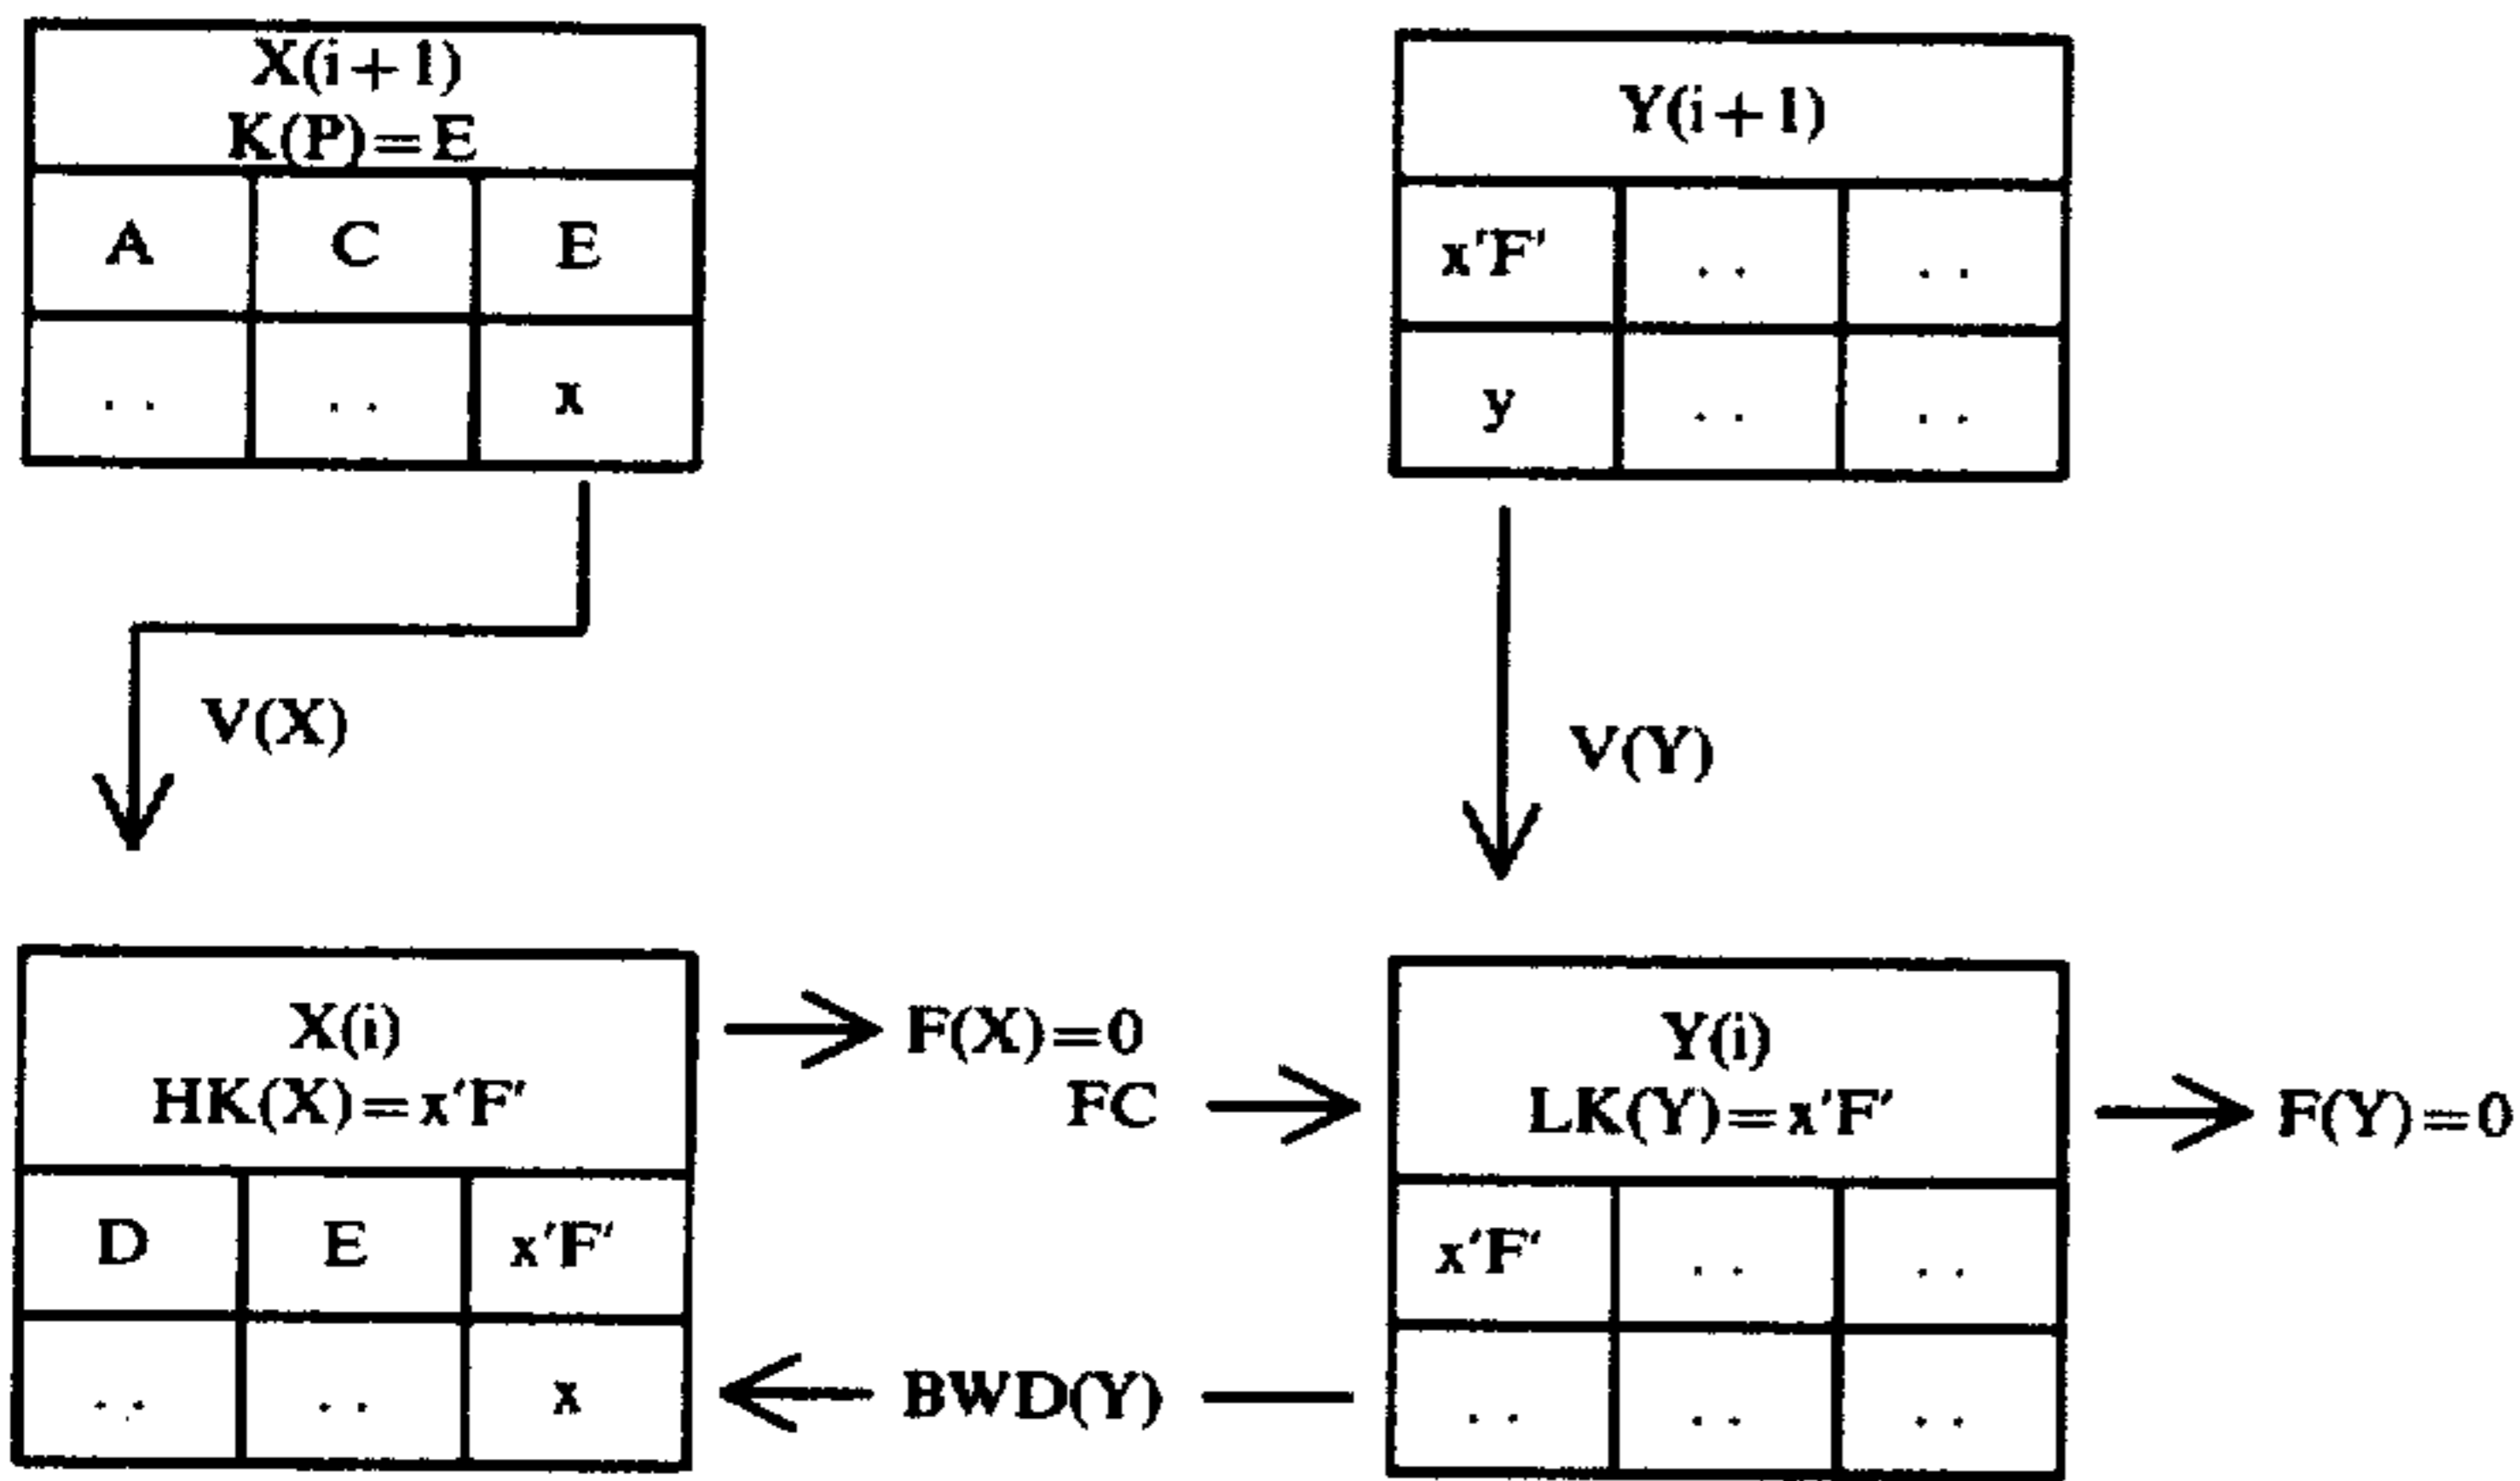 X(i+1)
K(P)=E
A C E
. . . . x
Y(i+1)
x'F' . . . .
y . . . .
V(X)
V(Y)
X(i)
HK(X)=x'F'
D E x'F'
. . . . x
F(X)=0
FC
BWD(Y)
Y(i)
LK(Y)=x'F'
x'F' . . . .
. . . . . .
F(Y)=0